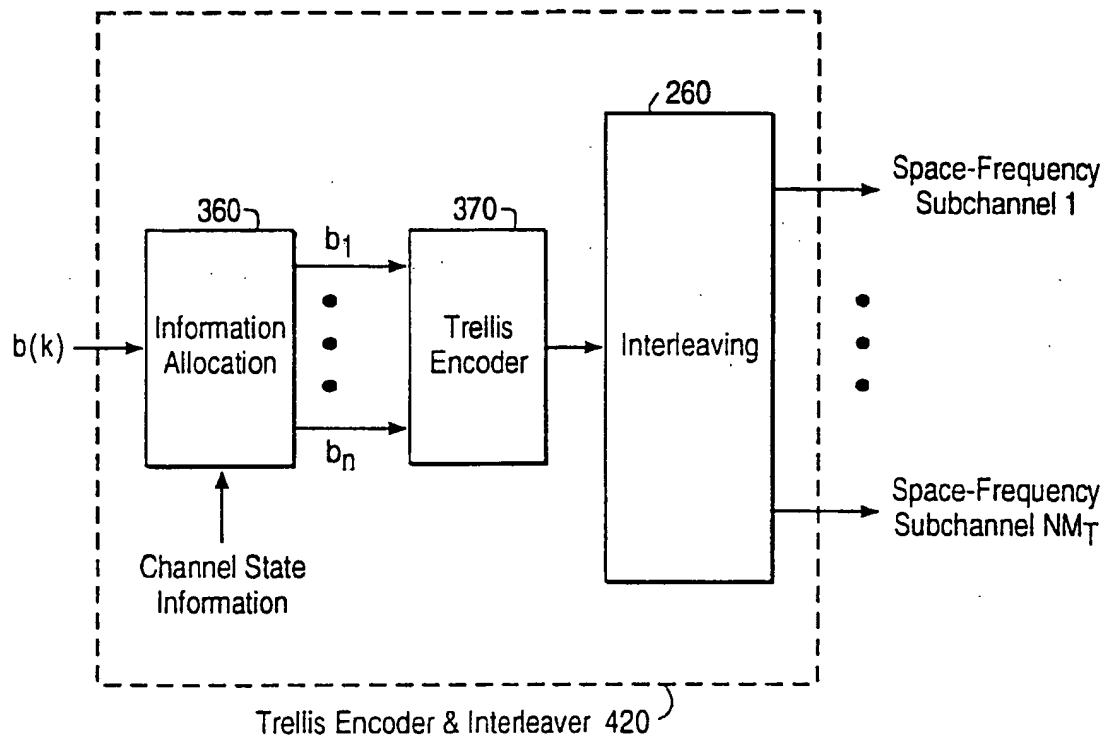 260
Space-Frequency
Subchannel 1
360
370
b1
bn
b(k)
Information
Allocation
Trellis
Encoder
Interleaving
Space-Frequency
Subchannel NMT
Channel State
Information
Trellis Encoder & Interleaver 420